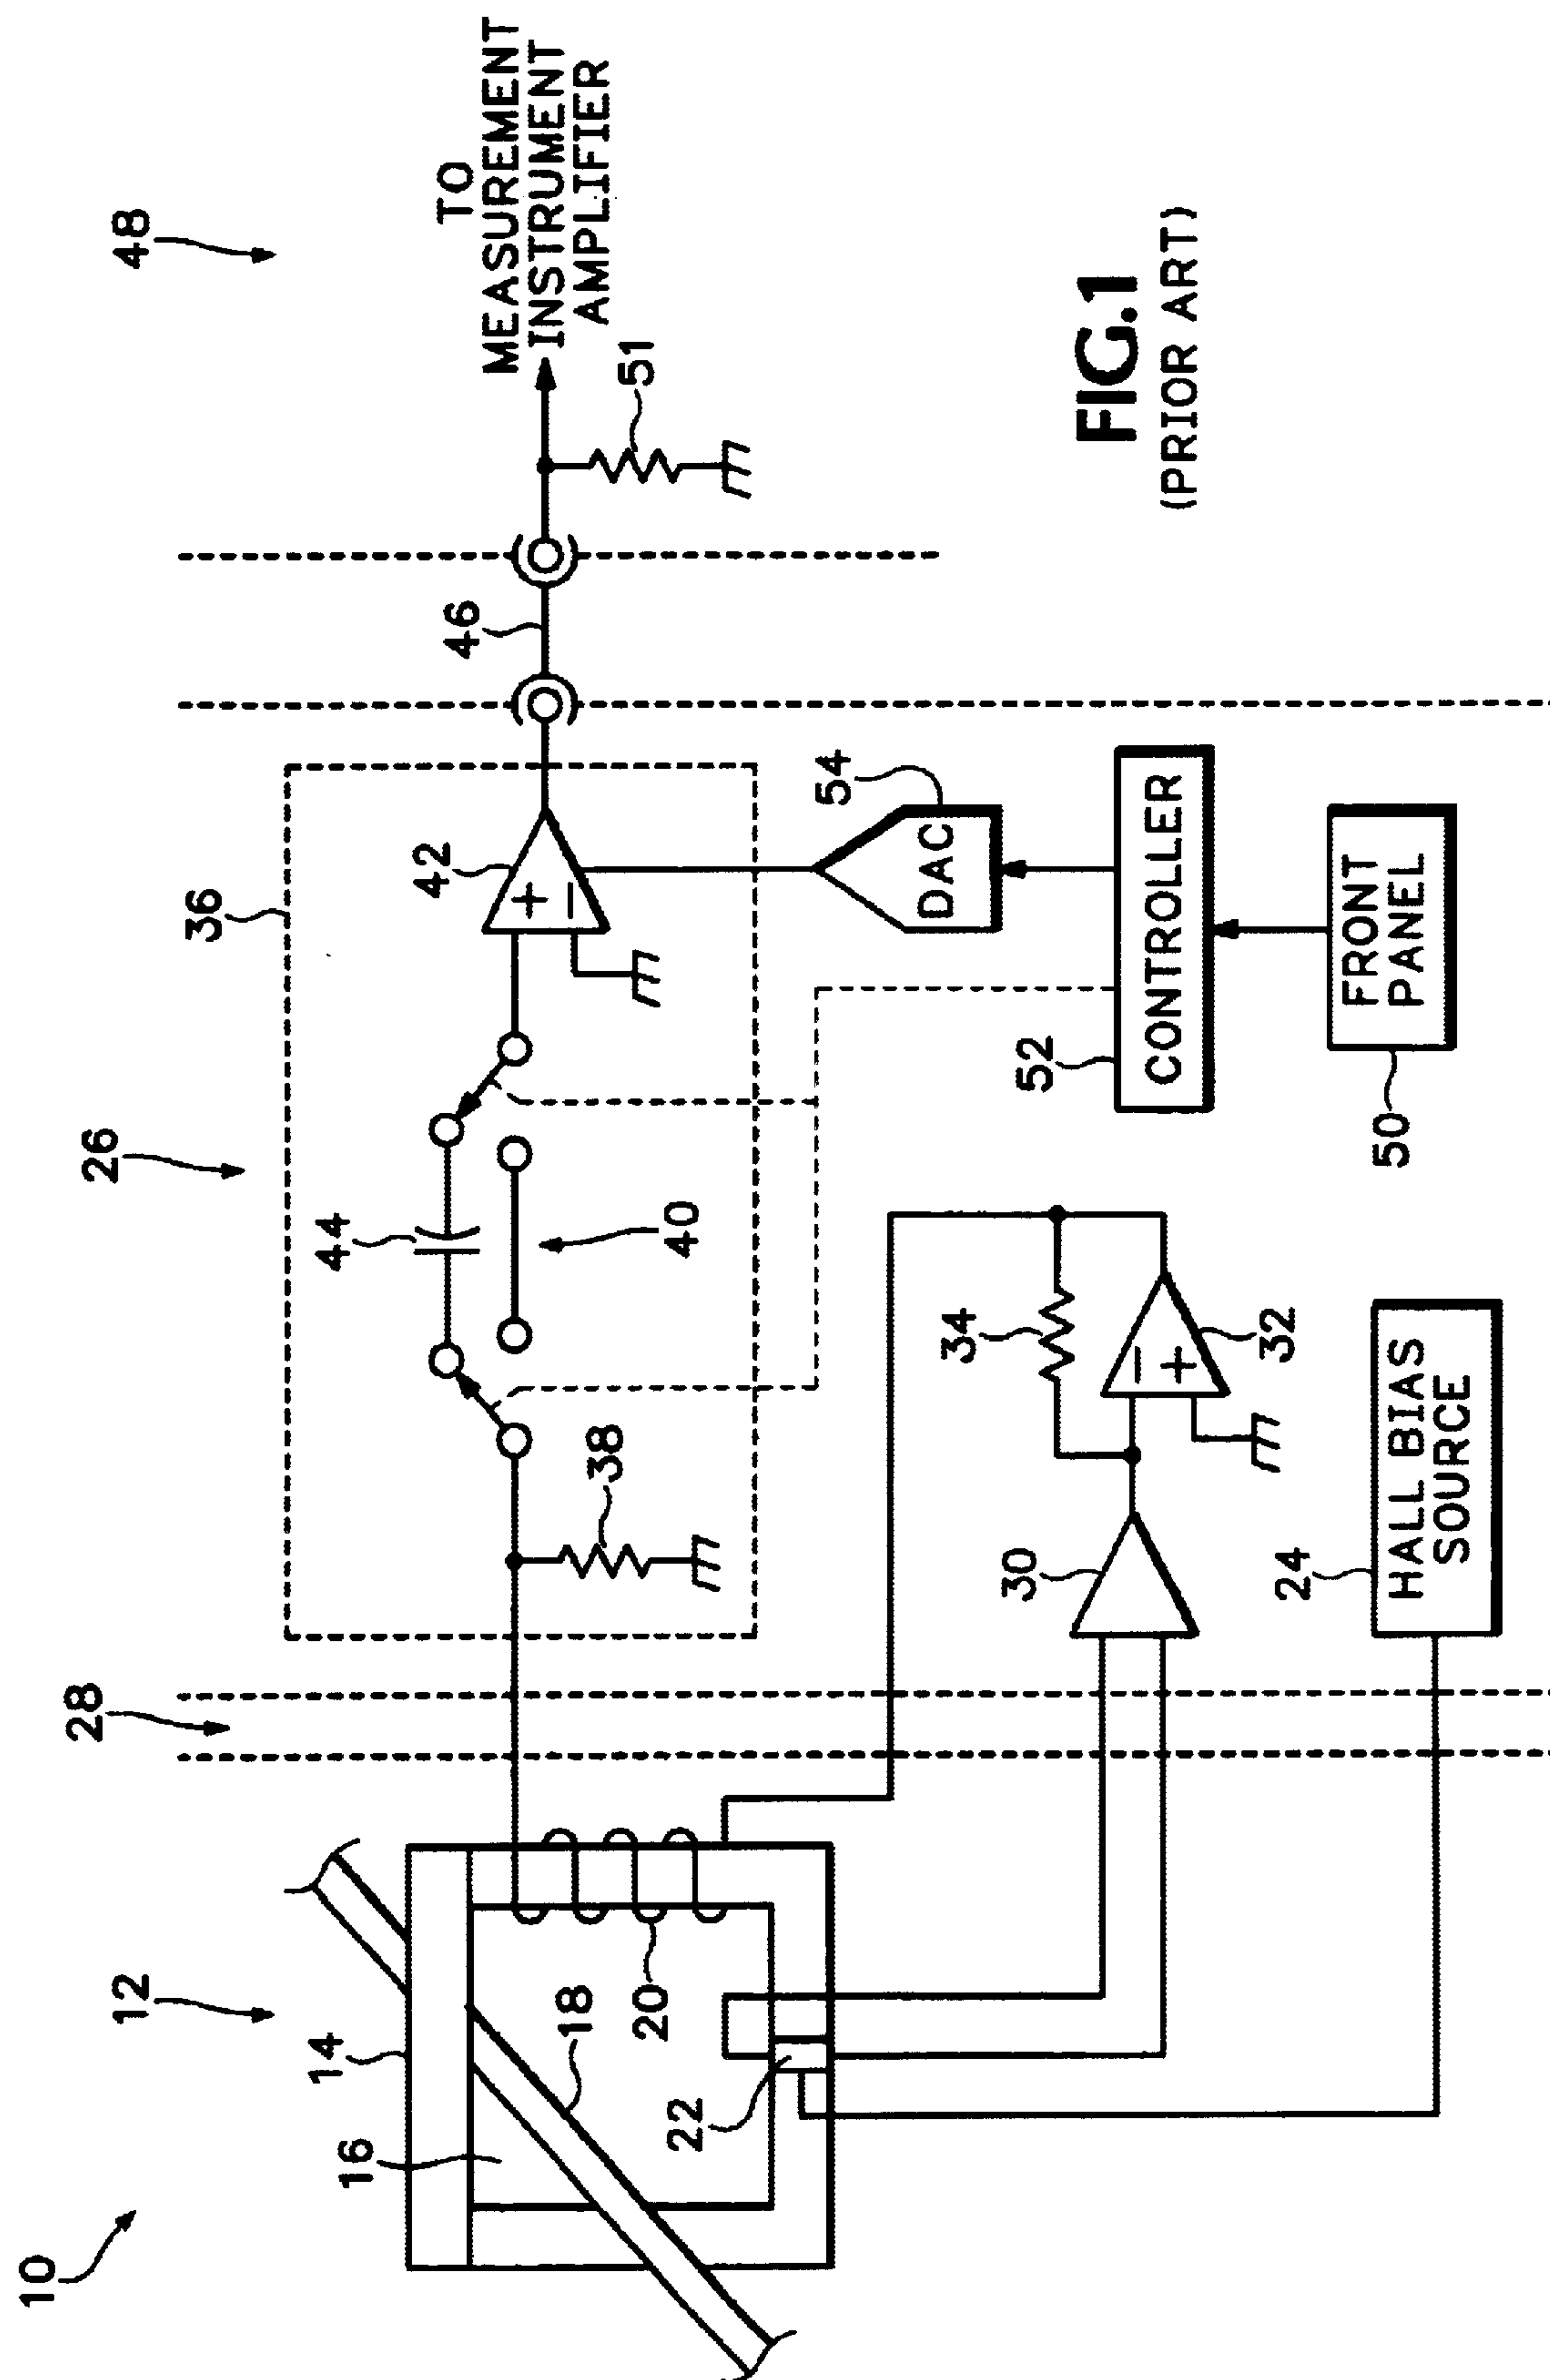 10
12
14
16
18
20
22
28
26
36
38
44
40
42
46
48
TO
MEASUREMENT
INSTRUMENT
AMPLIFIER
51
+
−
54
DAC
34
30
−
+
32
52
CONTROLLER
24
HALL BIAS
SOURCE
50
FRONT
PANEL
FIG.1
(PRIOR ART)